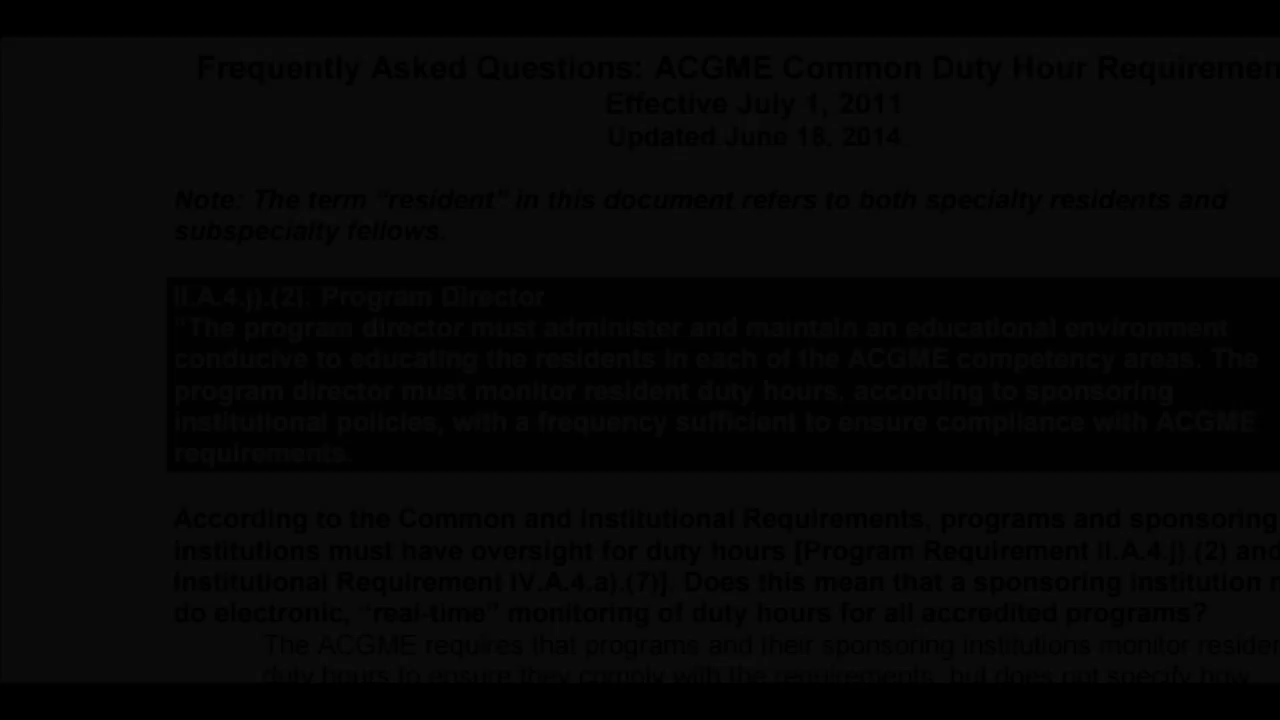 Frequently Asked Questions: ACGME Common Duty Hour Requiremen
Effective July 1, 2011
Updated June 18, 2014
Note: The term “resident” in this document refers to both specialty residents and
subspecialty fellows.
II.A.4.j).(2). Program Director
“The program director must administer and maintain an educational environment
conducive to educating the residents in each of the ACGME competency areas. The
program director must monitor resident duty hours, according to sponsoring
institutional policies, with a frequency sufficient to ensure compliance with ACGME
requirements.
According to the Common and Institutional Requirements, programs and sponsoring
institutions must have oversight for duty hours [Program Requirement II.A.4.j).(2) and
Institutional Requirement IV.A.4.a).(7)]. Does this mean that a sponsoring institution
do electronic, “real-time” monitoring of duty hours for all accredited programs?
The ACGME requires that programs and their sponsoring institutions monitor residen
duty hours to ensure they comply with the requirements, but does not specify how